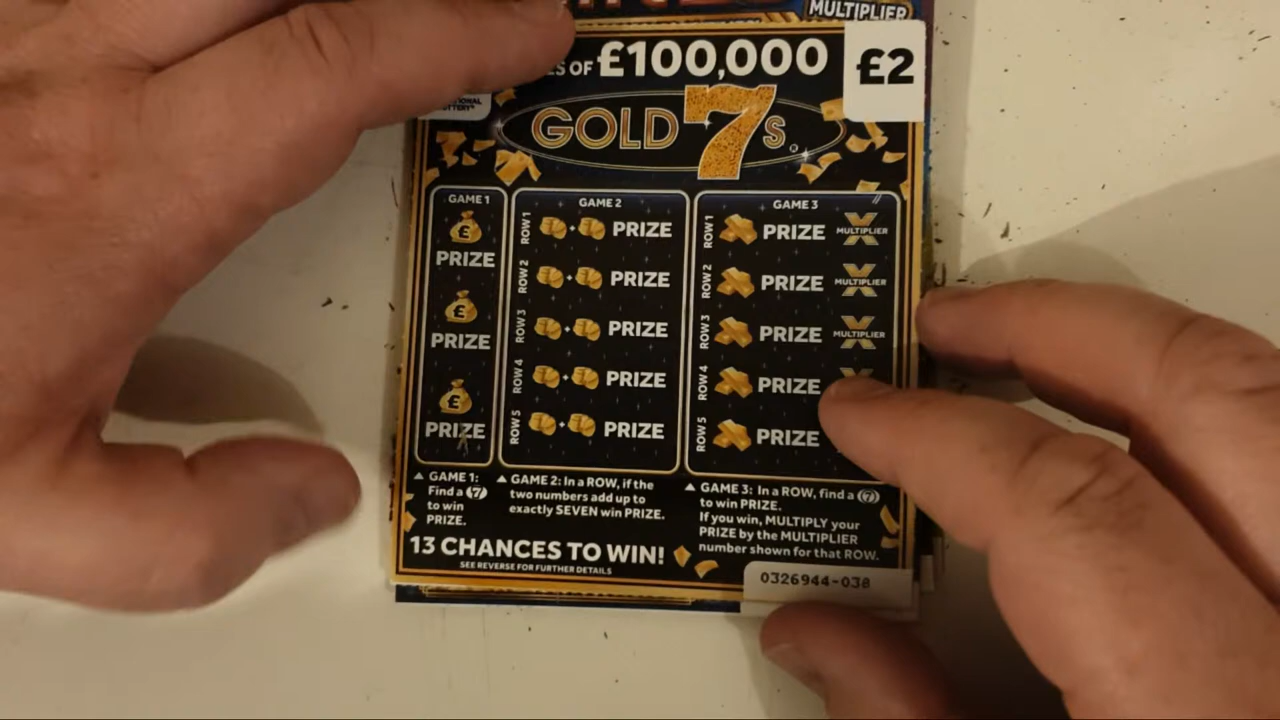 MULTIPLIER
OF £100,000
£2
GOLD 7s.
GAME 1
PRIZE
PRIZE
PRIZE
GAME 2
ROW 1 PRIZE
ROW 2 PRIZE
ROW 3 PRIZE
ROW 4 PRIZE
ROW 5 PRIZE
GAME 3
ROW 1 PRIZE X MULTIPLIER
ROW 2 PRIZE X MULTIPLIER
ROW 3 PRIZE X MULTIPLIER
ROW 4 PRIZE
ROW 5 PRIZE
GAME 1:
Find a 7
to win
PRIZE.
GAME 2: In a ROW, if the
two numbers add up to
exactly SEVEN win PRIZE.
GAME 3: In a ROW, find a 7
to win PRIZE.
If you win, MULTIPLY your
PRIZE by the MULTIPLIER
number shown for that ROW.
13 CHANCES TO WIN!
SEE REVERSE FOR FURTHER DETAILS
0326944-038